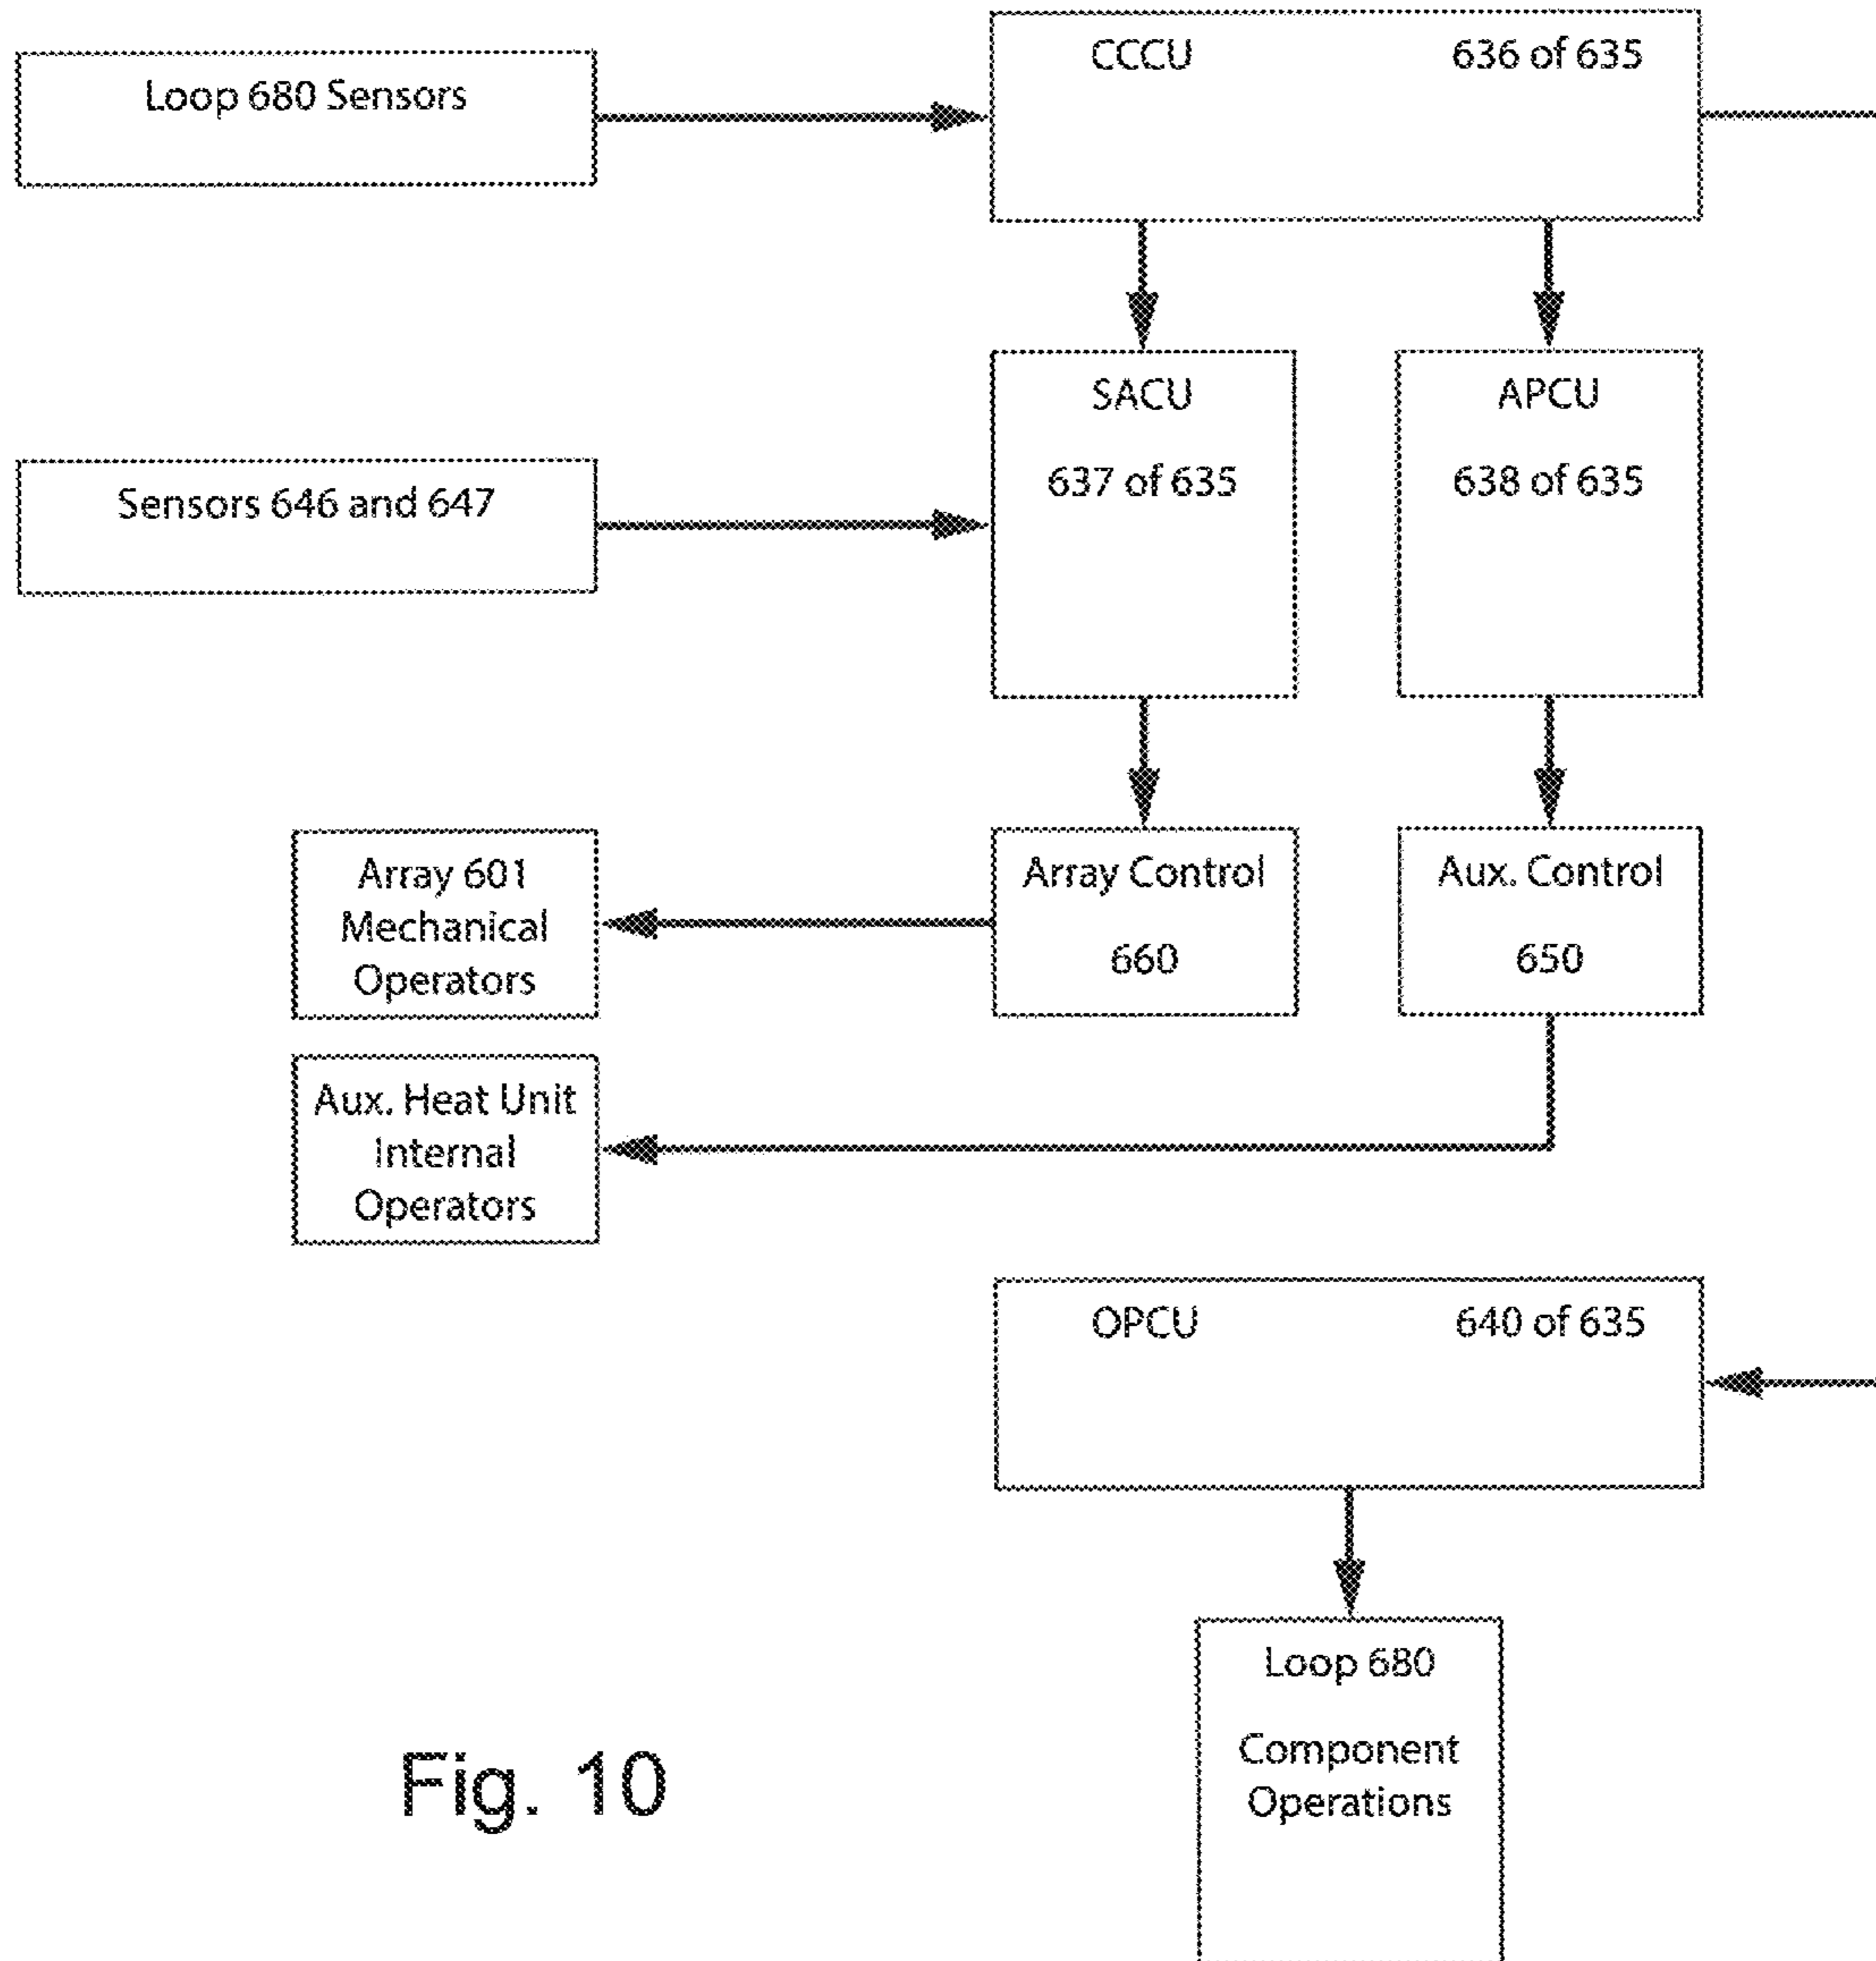 Loop 680 Sensors
CCCU 636 of 635
SACU
637 of 635
APCU
638 of 635
Sensors 646 and 647
Array 601
Mechanical
Operators
Array Control
660
Aux. Control
650
Aux. Heat Unit
Internal
Operators
OPCU 640 of 635
Loop 680
Component
Operations
Fig. 10